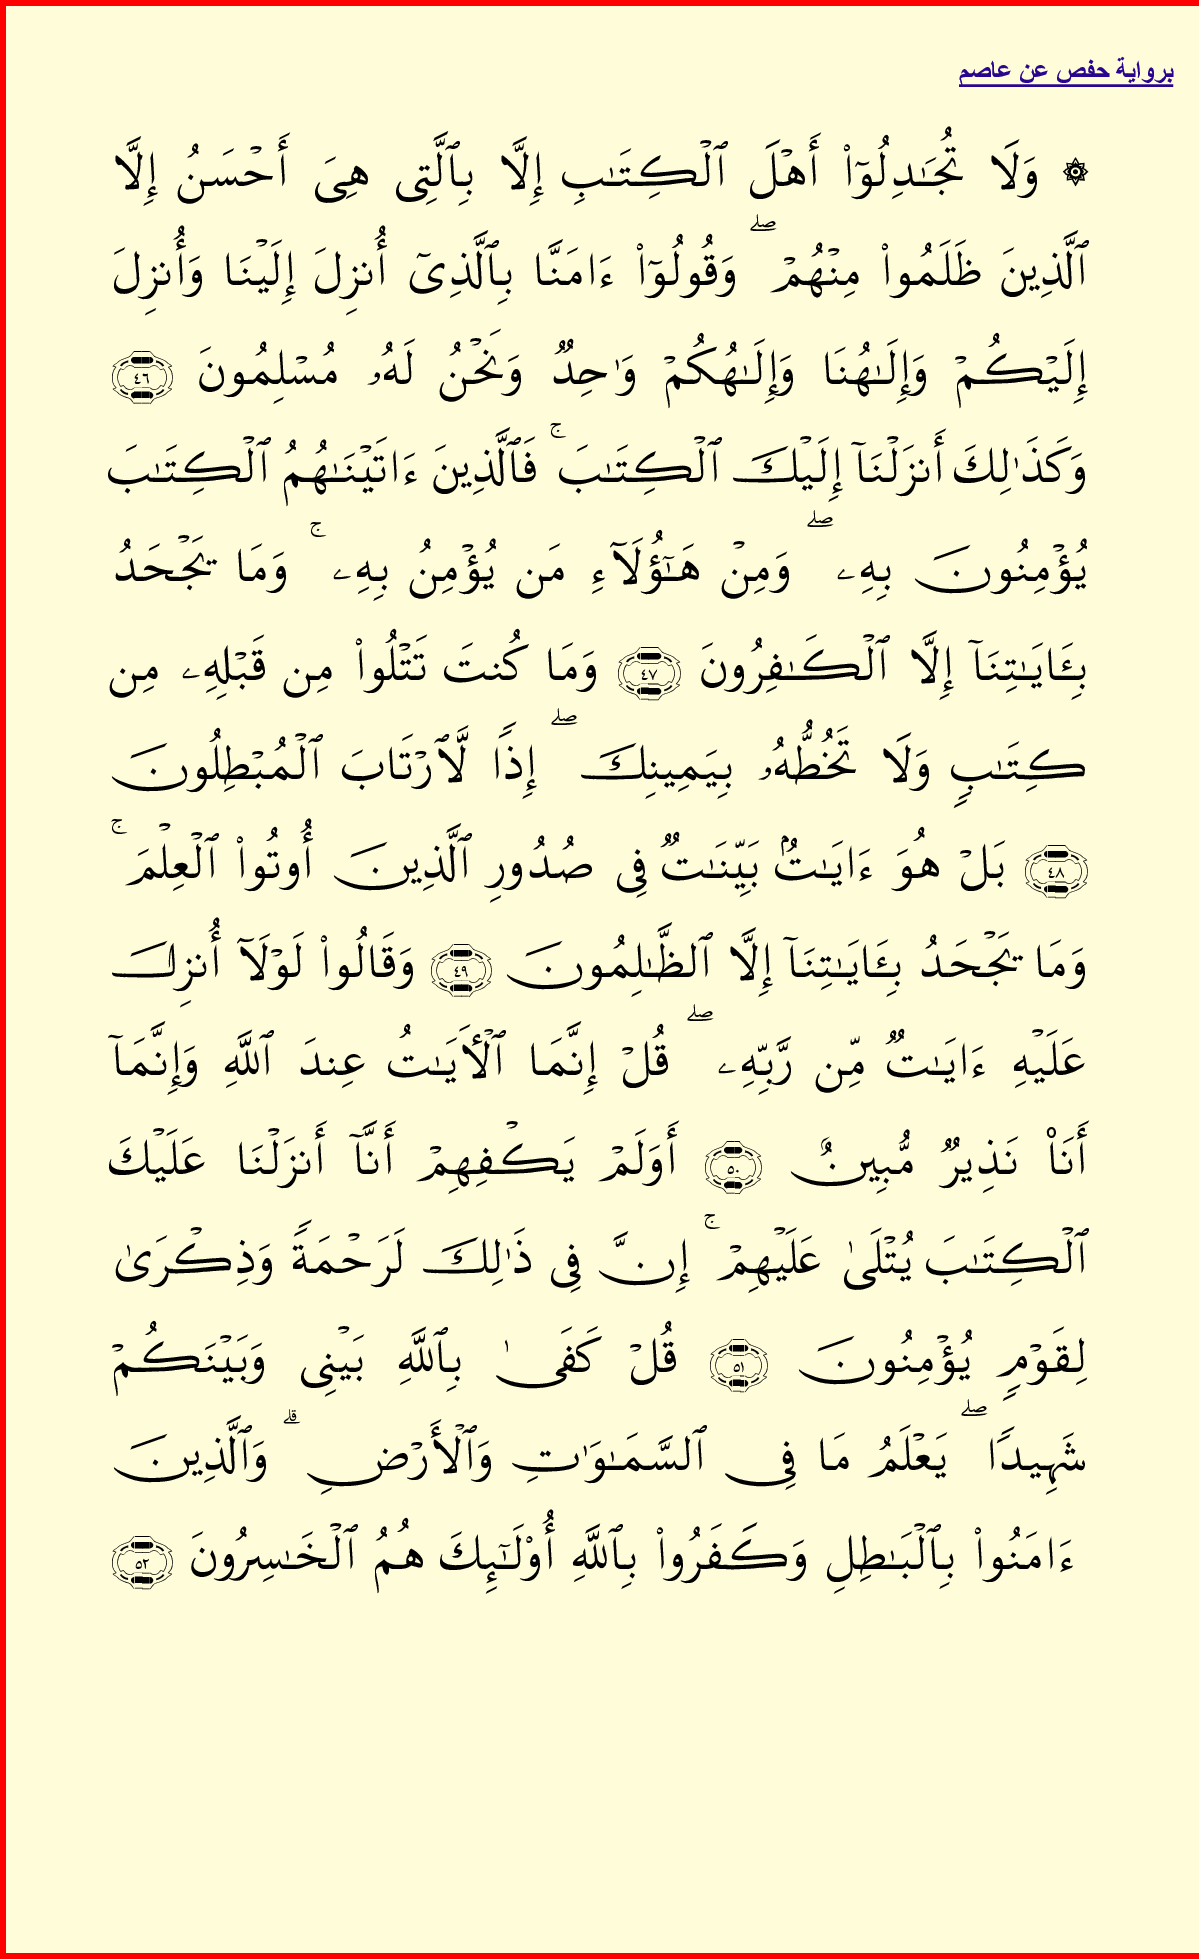 برواية حفص عن عاصم
۞ وَلَا تُجَـٰدِلُوٓا۟ أَهْلَ ٱلْكِتَـٰبِ إِلَّا بِٱلَّتِى هِىَ أَحْسَنُ إِلَّا
ٱلَّذِينَ ظَلَمُوا۟ مِنْهُمْ ۖ وَقُولُوٓا۟ ءَامَنَّا بِٱلَّذِىٓ أُنزِلَ إِلَيْنَا وَأُنزِلَ
إِلَيْكُمْ وَإِلَـٰهُنَا وَإِلَـٰهُكُمْ وَٰحِدٌ وَنَحْنُ لَهُۥ مُسْلِمُونَ ٤٦
وَكَذَٰلِكَ أَنزَلْنَآ إِلَيْكَ ٱلْكِتَـٰبَ ۚ فَٱلَّذِينَ ءَاتَيْنَـٰهُمُ ٱلْكِتَـٰبَ
يُؤْمِنُونَ بِهِۦ ۖ وَمِنْ هَـٰٓؤُلَآءِ مَن يُؤْمِنُ بِهِۦ ۚ وَمَا يَجْحَدُ
بِـَٔايَـٰتِنَآ إِلَّا ٱلْكَـٰفِرُونَ ٤٧ وَمَا كُنتَ تَتْلُوا۟ مِن قَبْلِهِۦ مِن
كِتَـٰبٍ وَلَا تَخُطُّهُۥ بِيَمِينِكَ ۖ إِذًا لَّٱرْتَابَ ٱلْمُبْطِلُونَ
٤٨ بَلْ هُوَ ءَايَـٰتٌۢ بَيِّنَـٰتٌ فِى صُدُورِ ٱلَّذِينَ أُوتُوا۟ ٱلْعِلْمَ ۚ
وَمَا يَجْحَدُ بِـَٔايَـٰتِنَآ إِلَّا ٱلظَّـٰلِمُونَ ٤٩ وَقَالُوا۟ لَوْلَآ أُنزِلَ
عَلَيْهِ ءَايَـٰتٌ مِّن رَّبِّهِۦ ۖ قُلْ إِنَّمَا ٱلْـَٔايَـٰتُ عِندَ ٱللَّهِ وَإِنَّمَآ
أَنَا۠ نَذِيرٌ مُّبِينٌ ٥٠ أَوَلَمْ يَكْفِهِمْ أَنَّآ أَنزَلْنَا عَلَيْكَ
ٱلْكِتَـٰبَ يُتْلَىٰ عَلَيْهِمْ ۚ إِنَّ فِى ذَٰلِكَ لَرَحْمَةً وَذِكْرَىٰ
لِقَوْمٍ يُؤْمِنُونَ ٥١ قُلْ كَفَىٰ بِٱللَّهِ بَيْنِى وَبَيْنَكُمْ
شَهِيدًا ۖ يَعْلَمُ مَا فِى ٱلسَّمَـٰوَٰتِ وَٱلْأَرْضِ ۗ وَٱلَّذِينَ
ءَامَنُوا۟ بِٱلْبَـٰطِلِ وَكَفَرُوا۟ بِٱللَّهِ أُو۟لَـٰٓئِكَ هُمُ ٱلْخَـٰسِرُونَ ٥٢